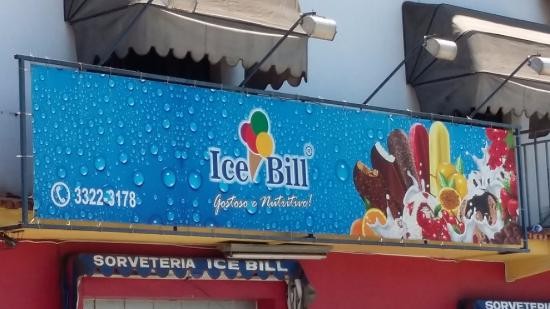 Ice Bill ®
Gostoso e Nutritivo!
3322-3178
SORVETERIA ICE BILL
SORVETERIA